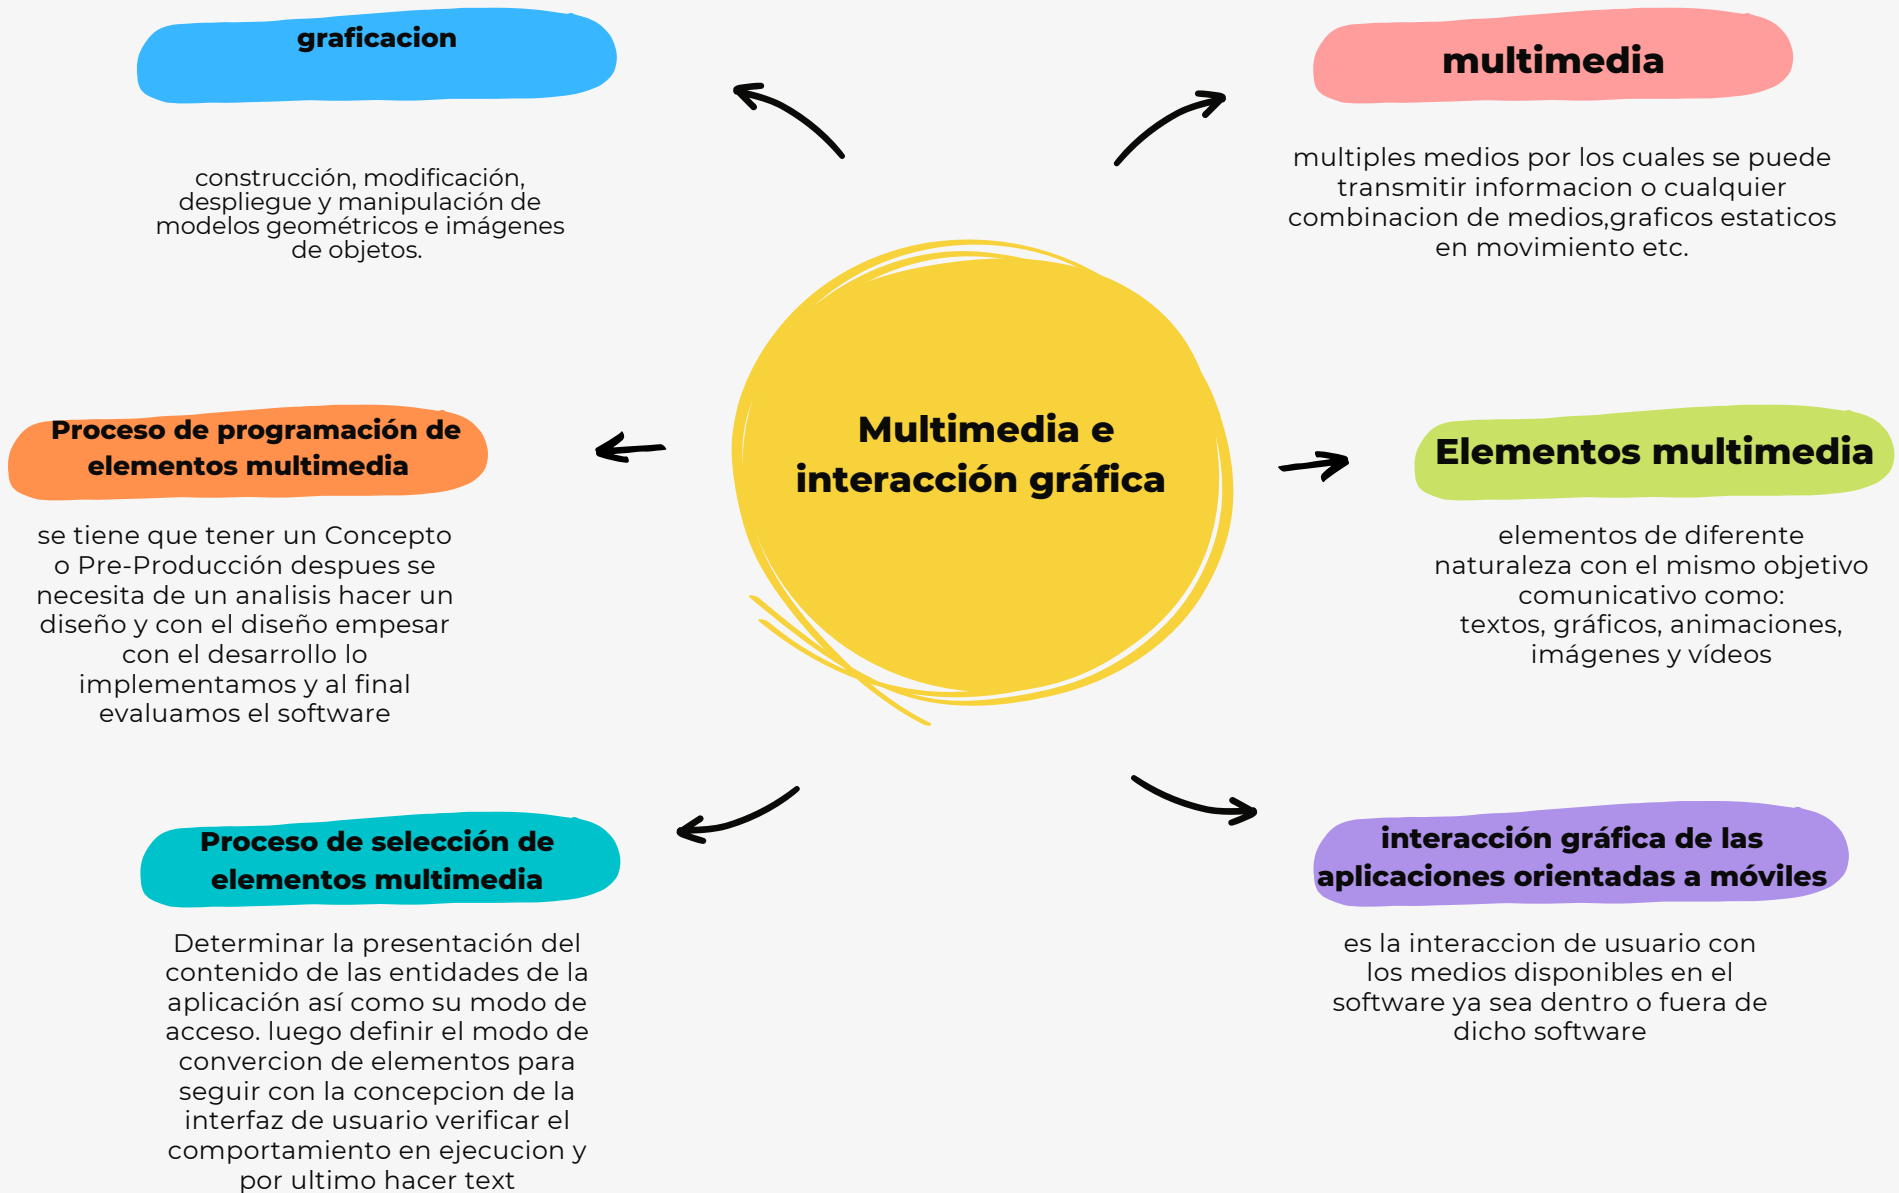 graficacion
construcción, modificación,
despliegue y manipulación de
modelos geométricos e imágenes
de objetos.
multimedia
multiples medios por los cuales se puede
transmitir informacion o cualquier
combinacion de medios,graficos estaticos
en movimiento etc.
Multimedia e
interacción gráfica
Proceso de programación de
elementos multimedia
se tiene que tener un Concepto
o Pre-Producción despues se
necesita de un analisis hacer un
diseño y con el diseño empesar
con el desarrollo lo
implementamos y al final
evaluamos el software
Elementos multimedia
elementos de diferente
naturaleza con el mismo objetivo
comunicativo como:
textos, gráficos, animaciones,
imágenes y vídeos
Proceso de selección de
elementos multimedia
Determinar la presentación del
contenido de las entidades de la
aplicación así como su modo de
acceso. luego definir el modo de
convercion de elementos para
seguir con la concepcion de la
interfaz de usuario verificar el
comportamiento en ejecucion y
por ultimo hacer text
interacción gráfica de las
aplicaciones orientadas a móviles
es la interaccion de usuario con
los medios disponibles en el
software ya sea dentro o fuera de
dicho software